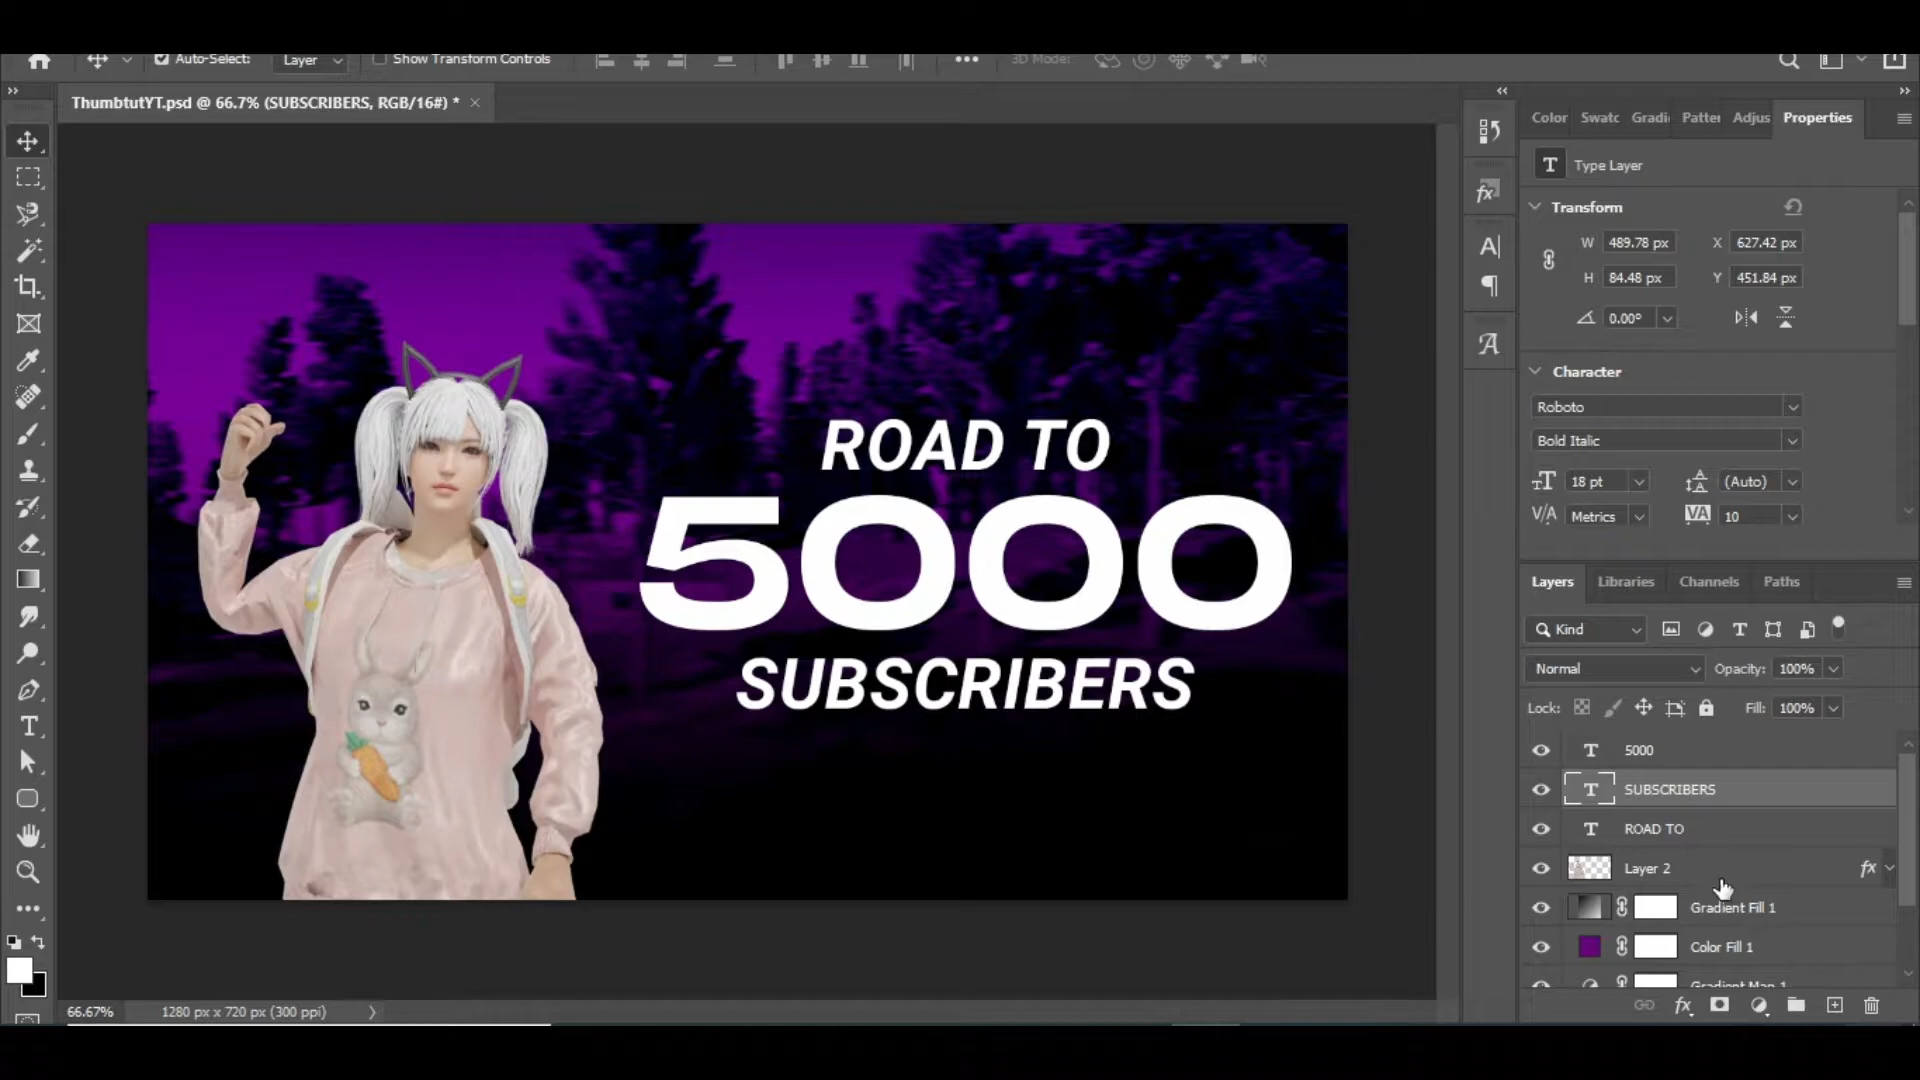 Auto-Select: Layer Show Transform Controls 3D Mode:
ThumbtutYT.psd @ 66.7% (SUBSCRIBERS, RGB/16#) *
Color Swatc Gradi Patter Adjus Properties
Type Layer
Transform
W 489.78 px X 627.42 px
H 84.48 px Y 451.84 px
0.00°
Character
Roboto
Bold Italic
18 pt (Auto)
Metrics 10
ROAD TO
5000
SUBSCRIBERS
Layers Libraries Channels Paths
Kind
Normal Opacity: 100%
Lock: Fill: 100%
5000
SUBSCRIBERS
ROAD TO
Layer 2 fx
Gradient Fill 1
Color Fill 1
Gradient Map 1
66.67% 1280 px x 720 px (300 ppi)